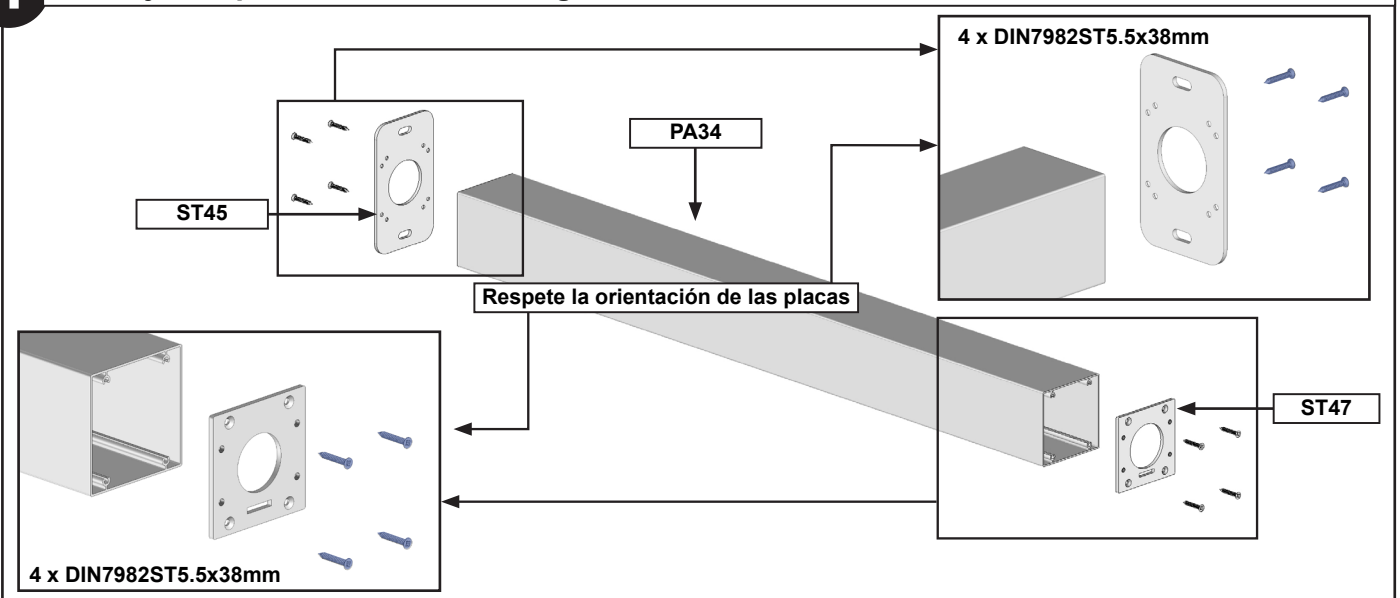 4 x DIN7982ST5.5x38mm
PA34
ST45
Respete la orientación de las placas
ST47
4 x DIN7982ST5.5x38mm